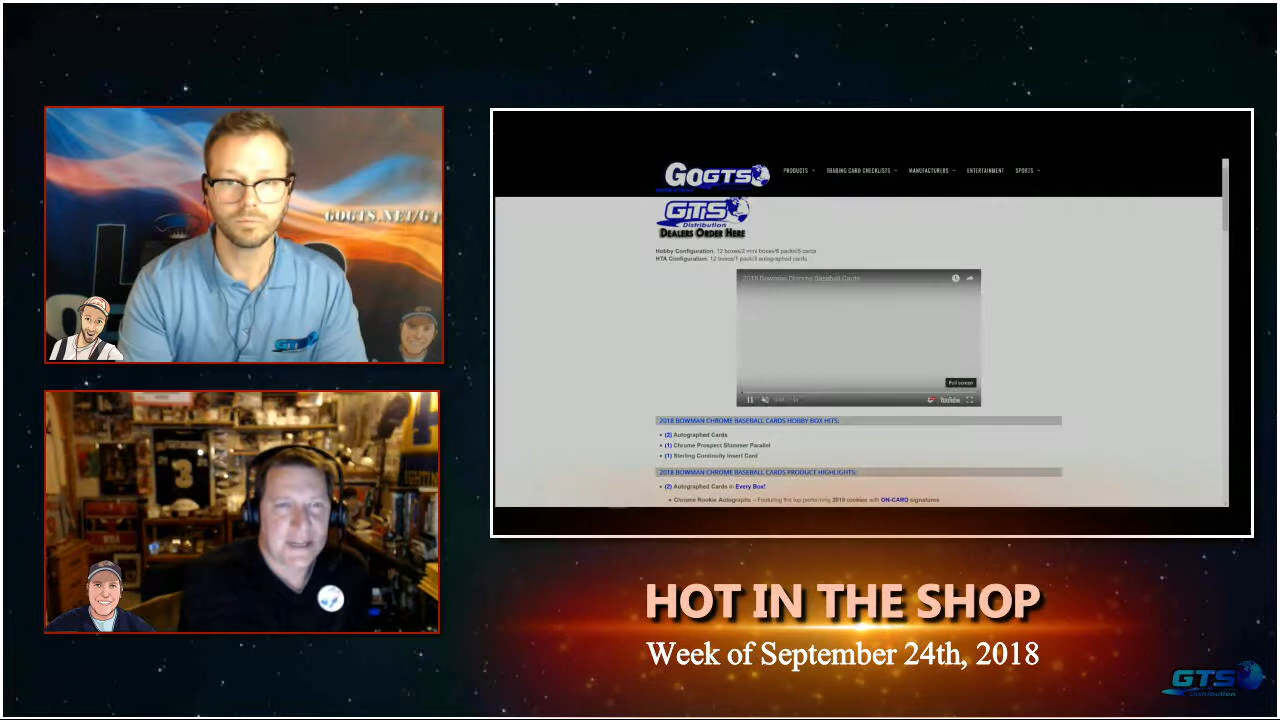 GOGTS
PRODUCTS
TRADING CARD CHECKLISTS
MANUFACTURERS
ENTERTAINMENT
SPORTS
GTS
Distribution
DEALERS ORDER HERE
Hobby Configuration: 12 boxes/2 mini boxes/6 packs/5 cards
HTA Configuration: 12 boxes/1 pack/3 autographed cards
2018 Bowman Chrome Baseball Cards
Full screen
YouTube
2018 BOWMAN CHROME BASEBALL CARDS HOBBY BOX HITS:
(2) Autographed Cards
(1) Chrome Prospect Shimmer Parallel
(1) Sterling Continuity Insert Card
2018 BOWMAN CHROME BASEBALL CARDS PRODUCT HIGHLIGHTS:
(2) Autographed Cards in Every Box!
Chrome Rookie Autographs – Featuring the top performing 2018 rookies with ON-CARD signatures
GOGTS.NET/GT
3
HOT IN THE SHOP
Week of September 24th, 2018
GTS
Distribution